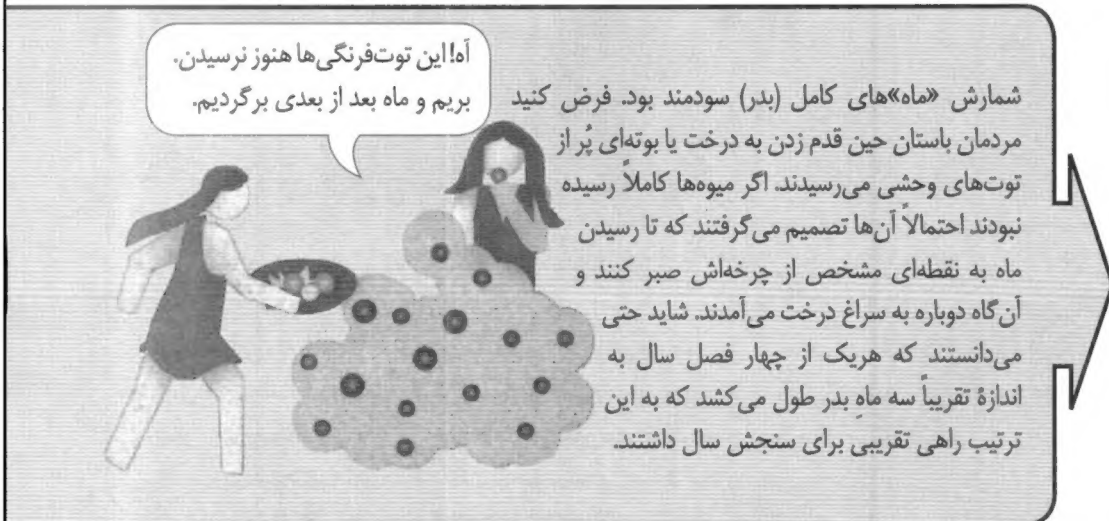 آه! این توت‌فرنگی‌ها هنوز نرسیدن.
بریم و ماه بعد از بعدی برگردیم.
شمارش «ماه»های کامل (بدر) سودمند بود. فرض کنید
مردمان باستان حین قدم زدن به درخت یا بوته‌ای پُر از
توت‌های وحشی می‌رسیدند. اگر میوه‌ها کاملاً رسیده
نبودند احتمالاً آن‌ها تصمیم می‌گرفتند که تا رسیدن
ماه به نقطه‌ای مشخص از چرخه‌اش صبر کنند و
آن گاه دوباره به سراغ درخت می‌آمدند. شاید حتی
می‌دانستند که هریک از چهار فصل سال به
اندازهٔ تقریباً سه ماهِ بدر طول می‌کشد که به این
ترتیب راهی تقریبی برای سنجش سال داشتند.